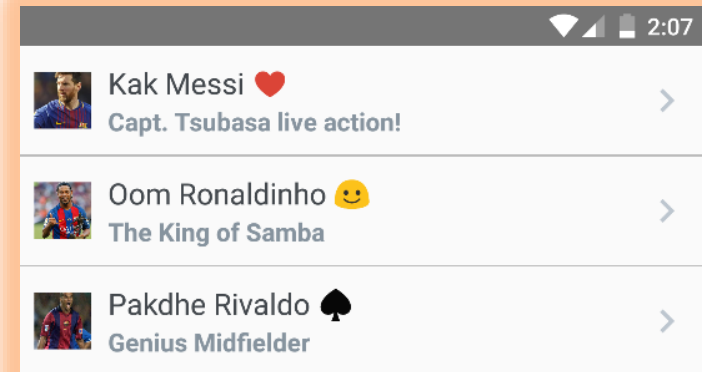 2:07
Kak Messi ❤️
Capt. Tsubasa live action!
Oom Ronaldinho 🙂
The King of Samba
Pakdhe Rivaldo ♠️
Genius Midfielder